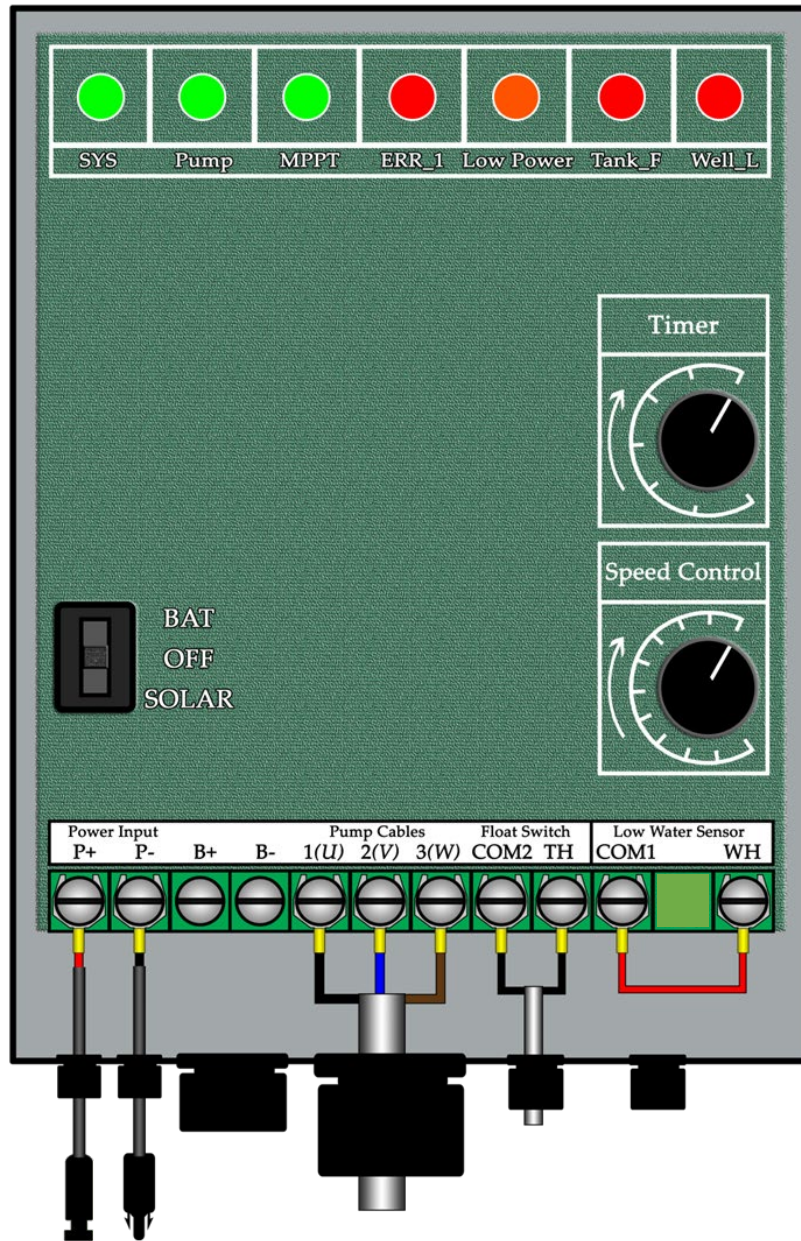 SYS Pump MPPT ERR_1 Low Power Tank_F Well_L
Timer
Speed Control
BAT
OFF
SOLAR
Power Input Pump Cables Float Switch Low Water Sensor
P+ P- B+ B- 1(U) 2(V) 3(W) COM2 TH COM1 WH